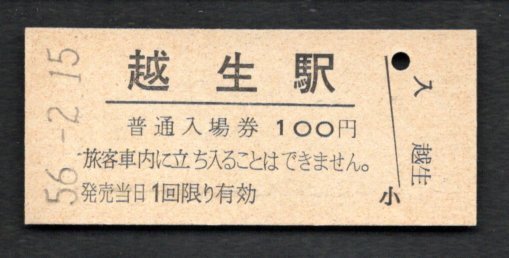 56-2.15
越生駅
普通入場券 100円
旅客車内に立ち入ることはできません。
発売当日1回限り有効
入
越生
小